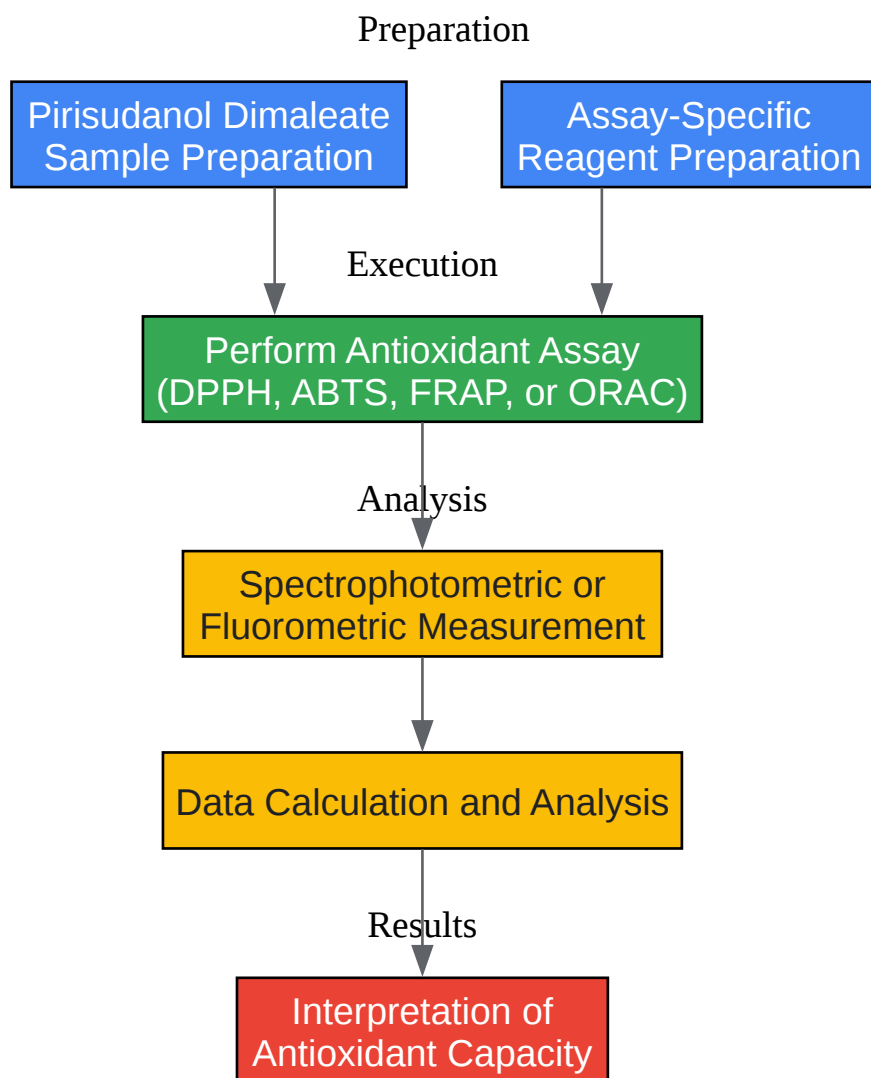 Preparation
Pirisudanol Dimaleate
Sample Preparation
Assay-Specific
Reagent Preparation
Execution
Perform Antioxidant Assay
(DPPH, ABTS, FRAP, or ORAC)
Analysis
Spectrophotometric or
Fluorometric Measurement
Data Calculation and Analysis
Results
Interpretation of
Antioxidant Capacity